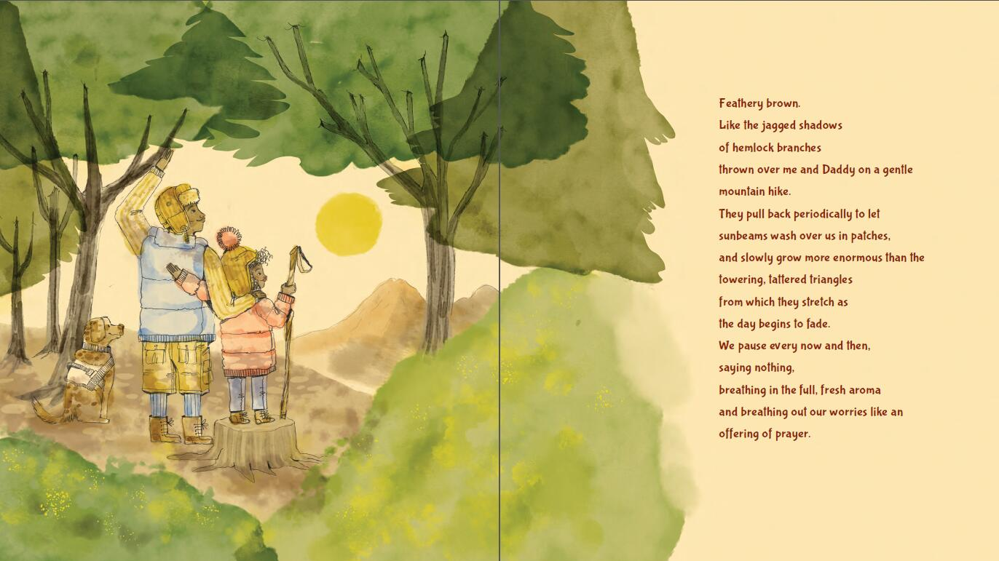 Feathery brown.
Like the jagged shadows
of hemlock branches
thrown over me and Daddy on a gentle
mountain hike.
They pull back periodically to let
sunbeams wash over us in patches,
and slowly grow more enormous than the
towering, tattered triangles
from which they stretch as
the day begins to fade.
We pause every now and then,
saying nothing,
breathing in the full, fresh aroma
and breathing out our worries like an
offering of prayer.